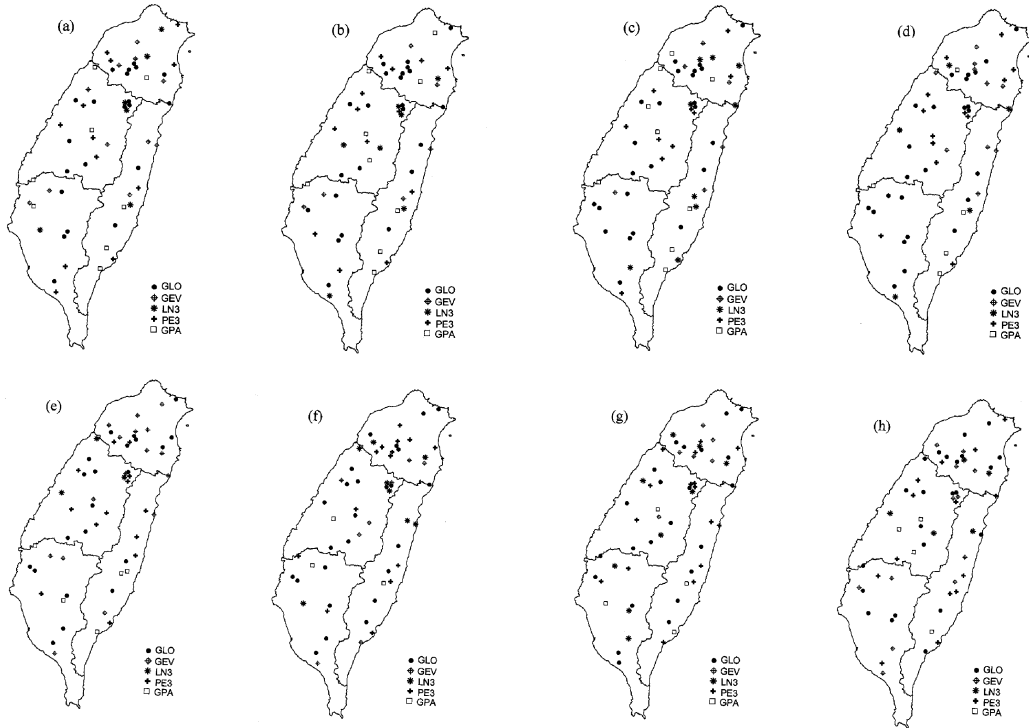 (a)
GLO
GEV
LN3
PE3
GPA
(b)
GLO
GEV
LN3
PE3
GPA
(c)
GLO
GEV
LN3
PE3
GPA
(d)
GLO
GEV
LN3
PE3
GPA
(e)
GLO
GEV
LN3
PE3
GPA
(f)
GLO
GEV
LN3
PE3
GPA
(g)
GLO
GEV
LN3
PE3
GPA
(h)
GLO
GEV
LN3
PE3
GPA